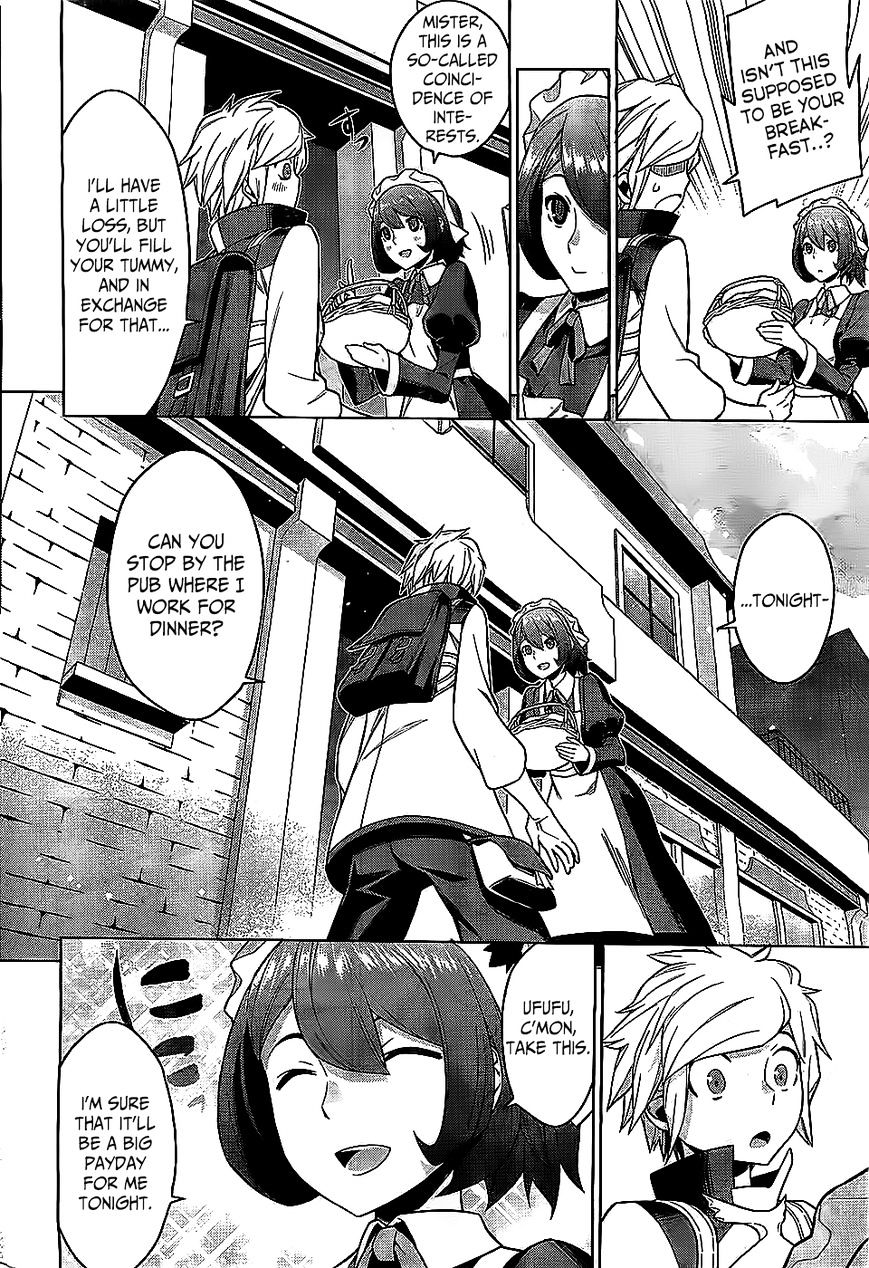 AND
ISN'T THIS
SUPPOSED
TO BE YOUR
BREAK-
FAST..?
MISTER,
THIS IS A
SO-CALLED
COINCI-
DENCE OF
INTE-
RESTS.
すっ
I'LL HAVE
A LITTLE
LOSS, BUT
YOU'LL FILL
YOUR TUMMY,
AND IN
EXCHANGE
FOR THAT...
...TONIGHT-
CAN YOU
STOP BY THE
PUB WHERE I
WORK FOR
DINNER?
UFUFU,
C'MON,
TAKE THIS.
I'M SURE
THAT IT'LL
BE A BIG
PAYDAY
FOR ME
TONIGHT.